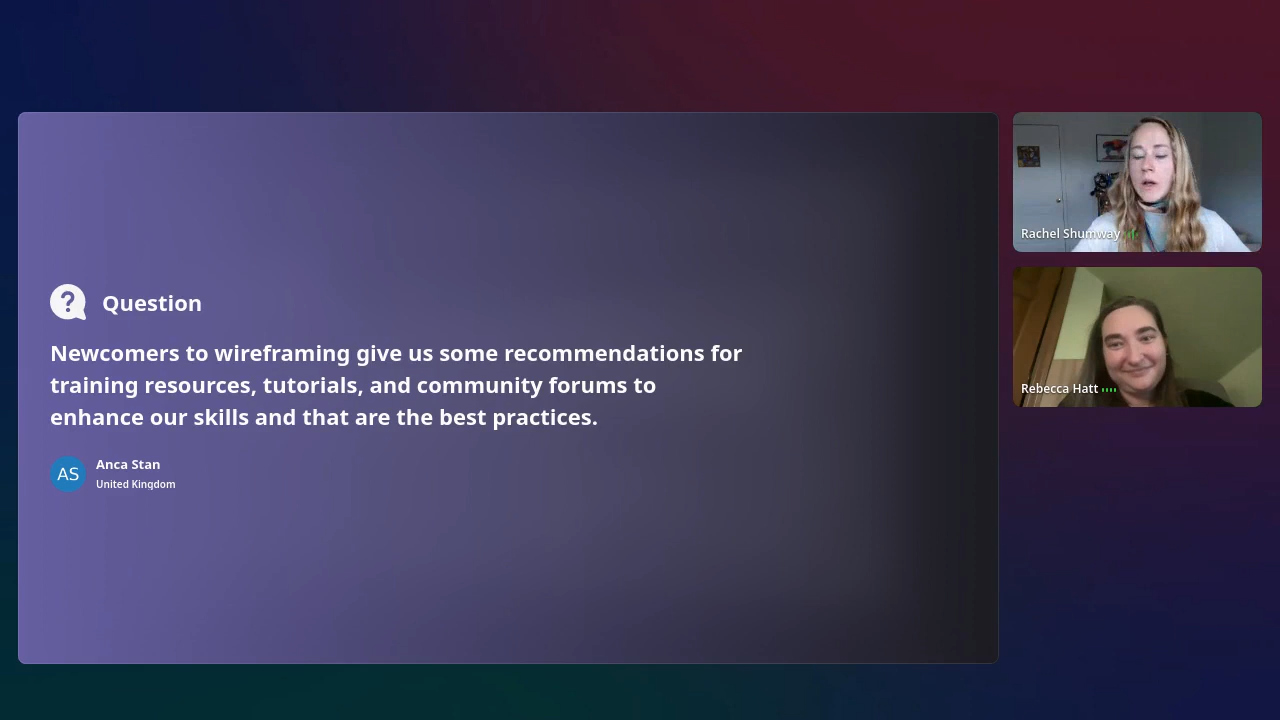 Question
Newcomers to wireframing give us some recommendations for
training resources, tutorials, and community forums to
enhance our skills and that are the best practices.
AS
Anca Stan
United Kingdom
Rachel Shumway
Rebecca Hatt